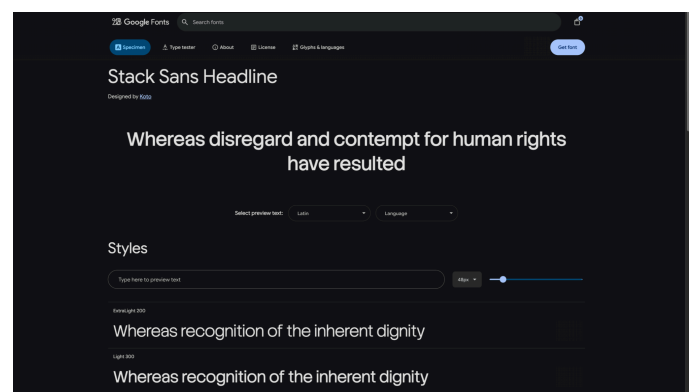 Google Fonts
Search fonts
0
Specimen
Type tester
About
License
Glyphs & languages
Get font
Stack Sans Headline
Designed by Koto
Whereas disregard and contempt for human rights
have resulted
Select preview text:
Latin
Language
Styles
Type here to preview text
48px
ExtraLight 200
Whereas recognition of the inherent dignity
Light 300
Whereas recognition of the inherent dignity